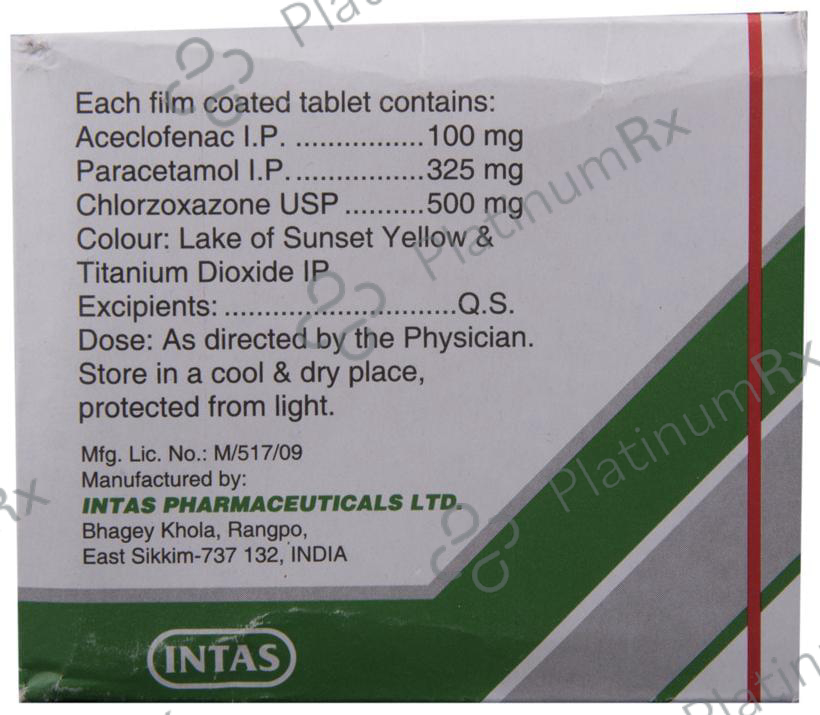 Each film coated tablet contains:
Aceclofenac I.P. ................100 mg
Paracetamol I.P.................325 mg
Chlorzoxazone USP ..........500 mg
Colour: Lake of Sunset Yellow &
Titanium Dioxide IP
Excipients: .............................Q.S.
Dose: As directed by the Physician.
Store in a cool & dry place,
protected from light.
Mfg. Lic. No.: M/517/09
Manufactured by:
INTAS PHARMACEUTICALS LTD.
Bhagey Khola, Rangpo,
East Sikkim-737 132, INDIA
INTAS
PlatinumRx
PlatinumRx